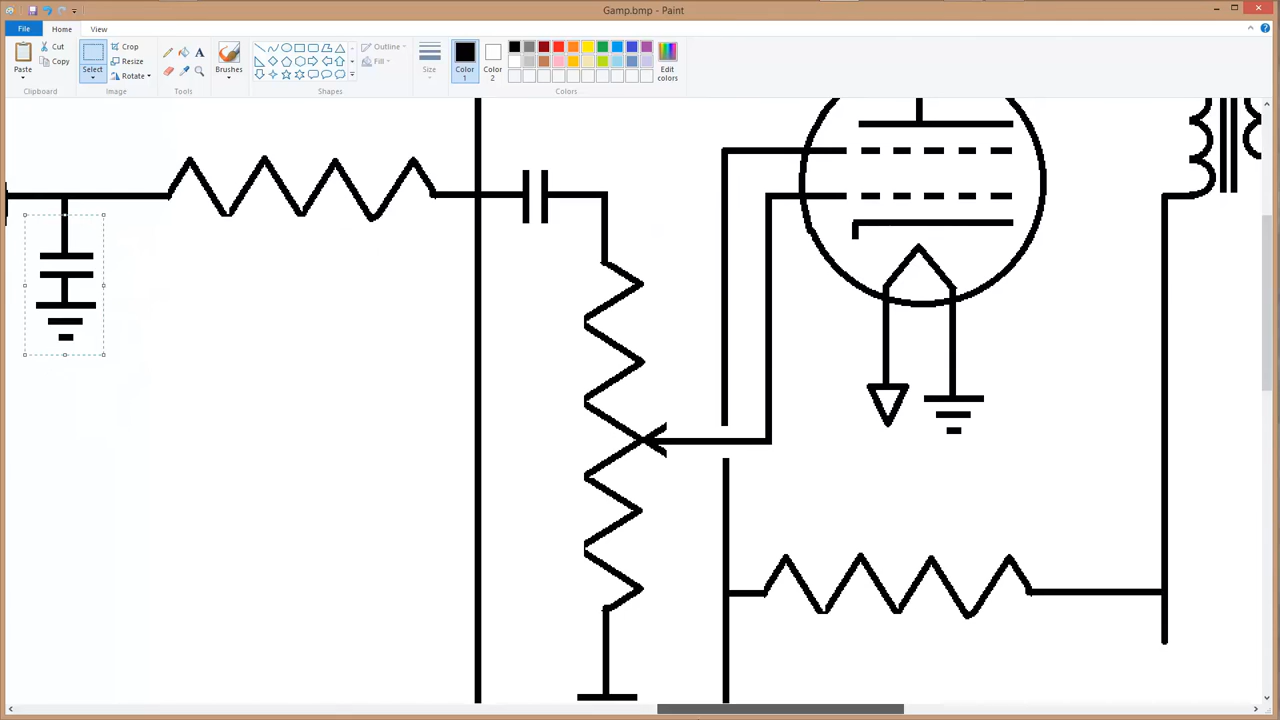 Gamp.bmp - Paint
File Home View
Paste
Cut
Copy
Clipboard
Select
Crop
Resize
Rotate
Image
A
Tools
Brushes
Outline
Fill
Shapes
Size
Color
1
Color
2
Edit
colors
Colors